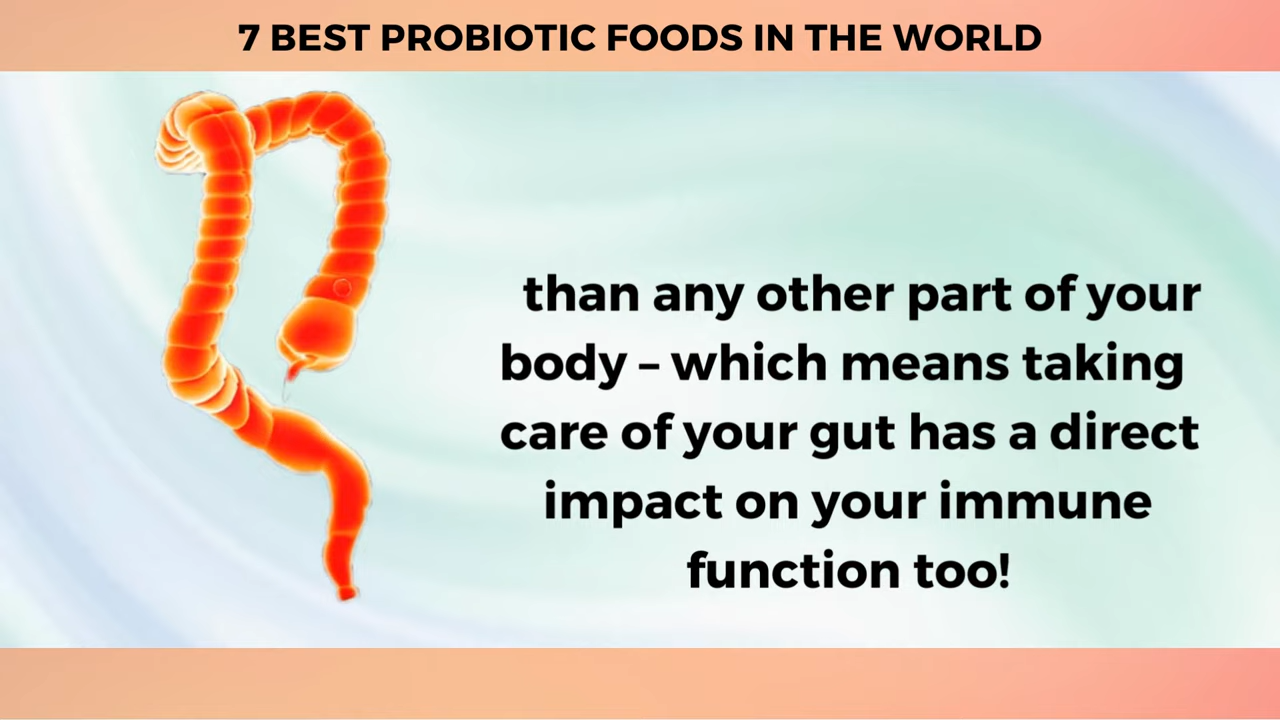 7 BEST PROBIOTIC FOODS IN THE WORLD
than any other part of your
body – which means taking
care of your gut has a direct
impact on your immune
function too!